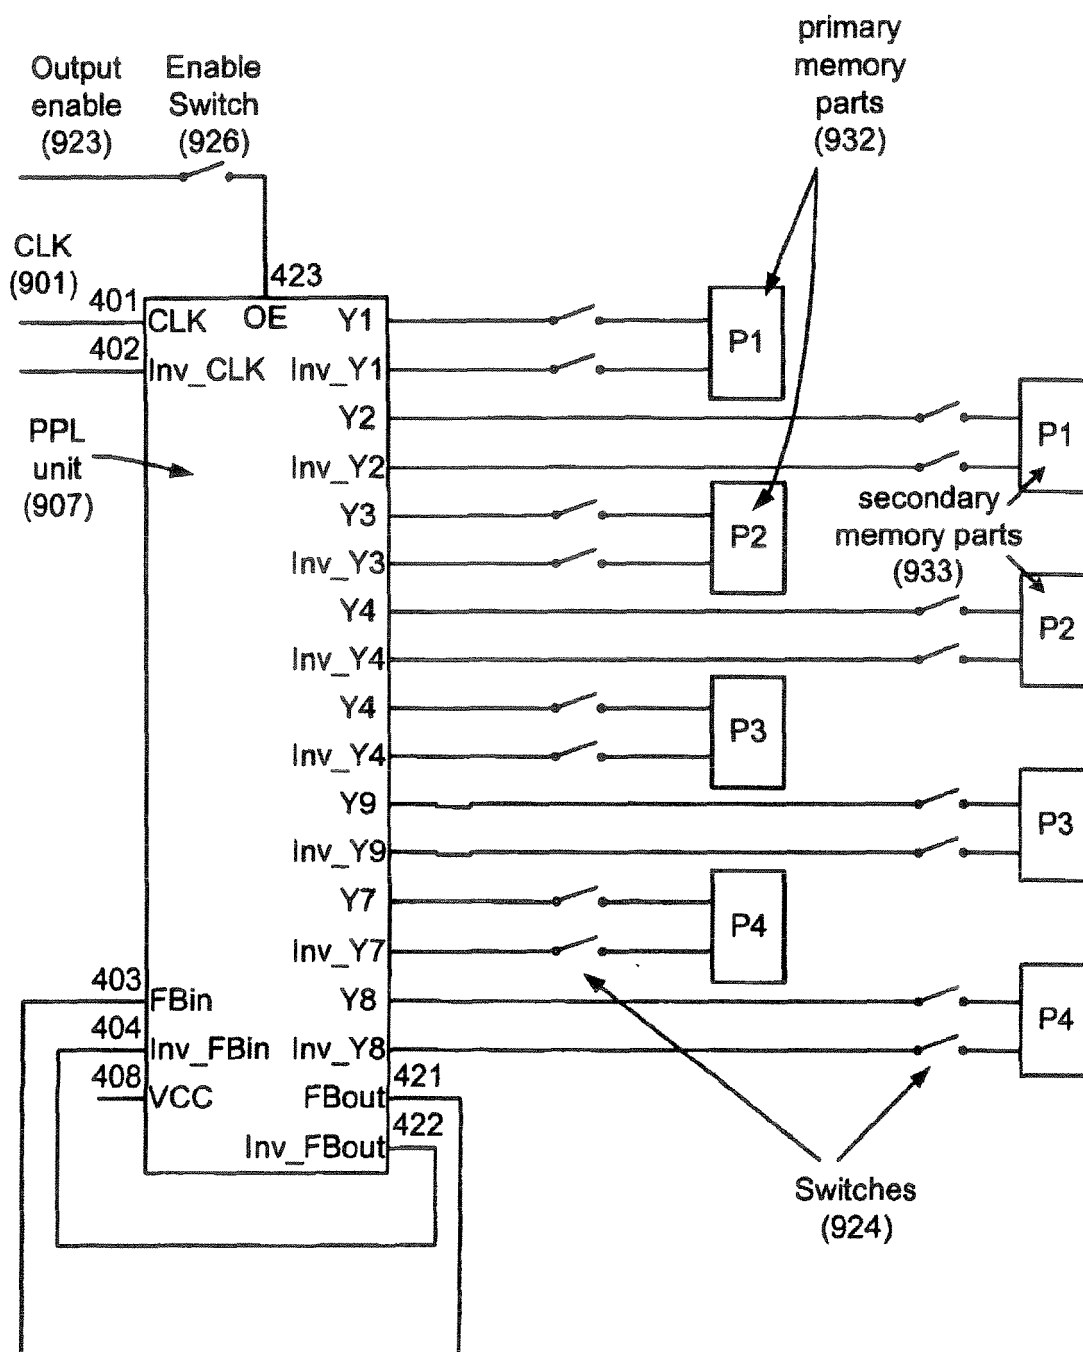 primary
memory
parts
(932)
Output
enable
(923)
Enable
Switch
(926)
CLK
(901)
423
401
CLK
OE
Y1
P1
402
Inv_CLK
Inv_Y1
Y2
P1
PPL
unit
(907)
Inv_Y2
Y3
P2
secondary
memory parts
(933)
Inv_Y3
Y4
P2
Inv_Y4
Y4
P3
Inv_Y4
Y9
P3
Inv_Y9
Y7
P4
Inv_Y7
403
FBin
Y8
P4
404
Inv_FBin
Inv_Y8
408
VCC
421
FBout
422
Inv_FBout
Switches
(924)